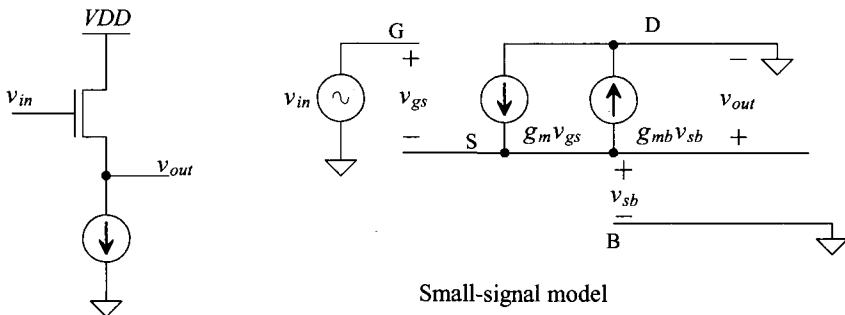 VDD
v_in
v_out
G
+
v_in
v_gs
−
S
g_m v_gs
g_mb v_sb
D
−
v_out
+
+
v_sb
−
B
Small-signal model